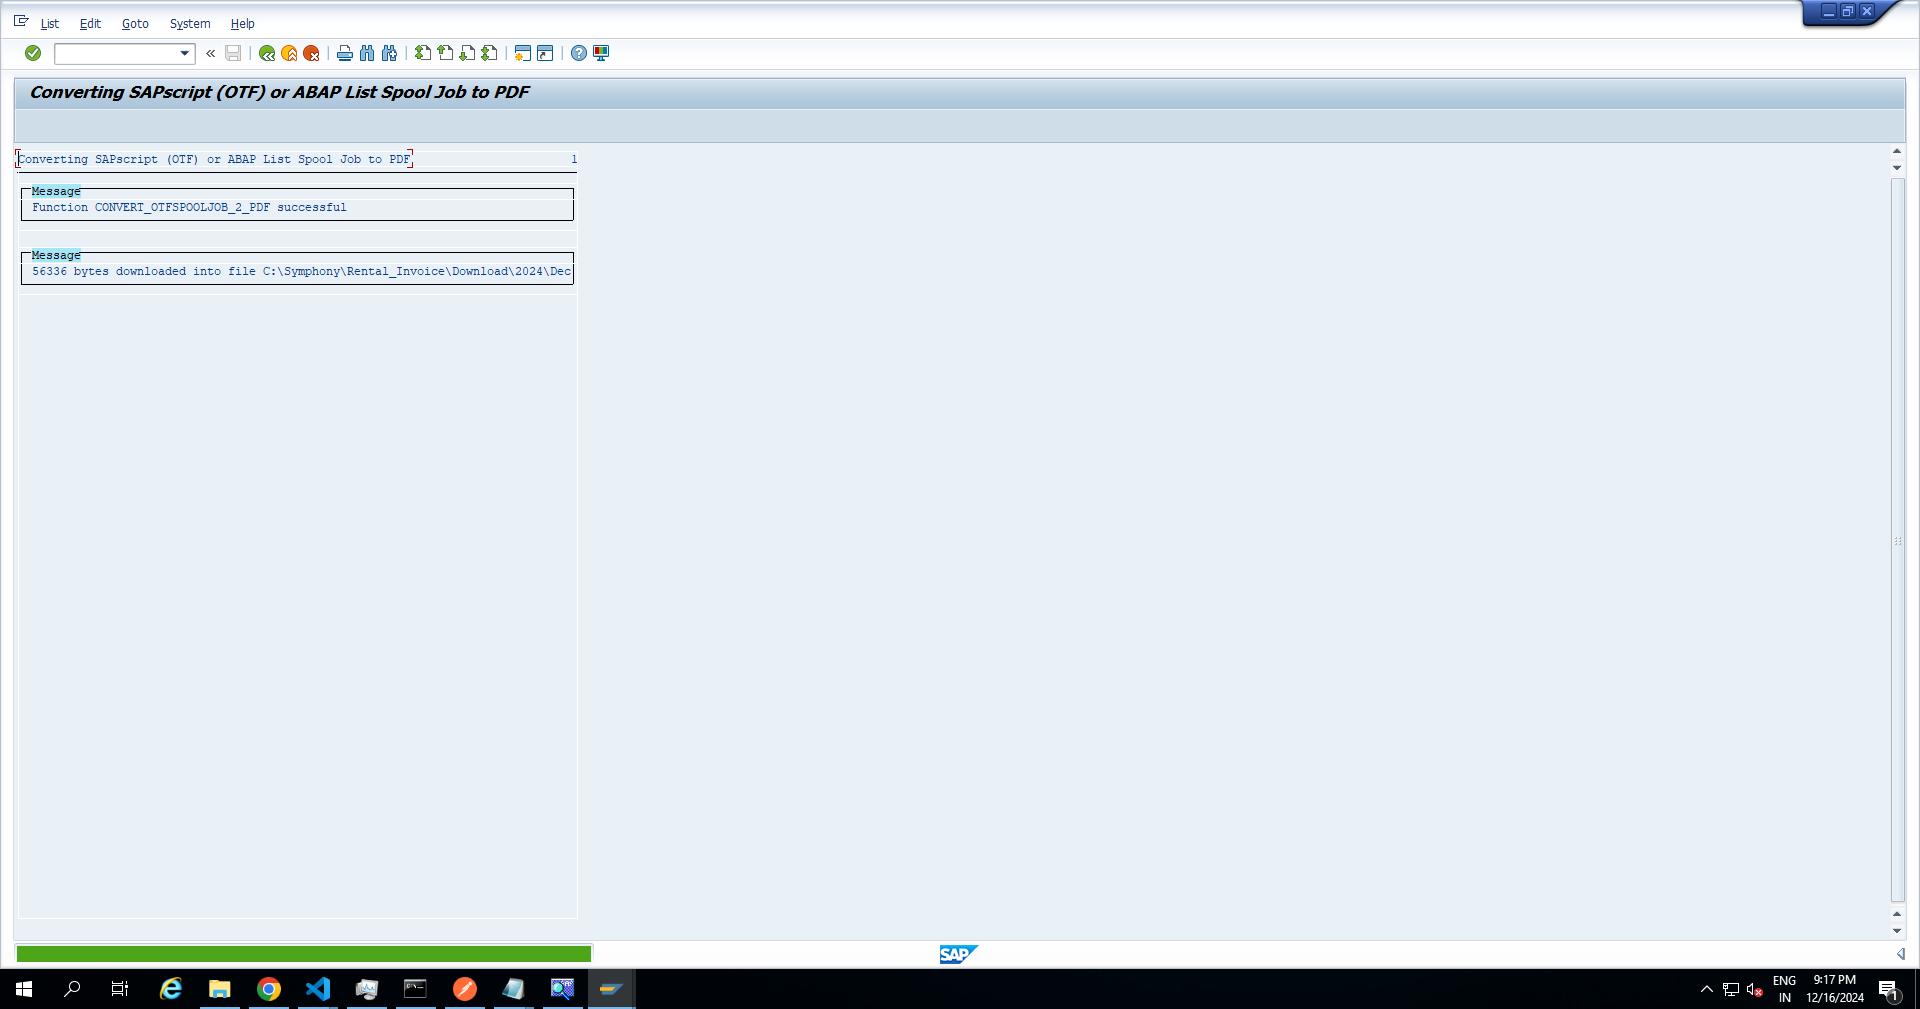 List Edit Goto System Help
Converting SAPscript (OTF) or ABAP List Spool Job to PDF
Converting SAPscript (OTF) or ABAP List Spool Job to PDF 1
Message
Function CONVERT_OTFSPOOLJOB_2_PDF successful
Message
56336 bytes downloaded into file C:\Symphony\Rental_Invoice\Download\2024\Dec
SAP
ENG 9:17 PM
IN 12/16/2024
1